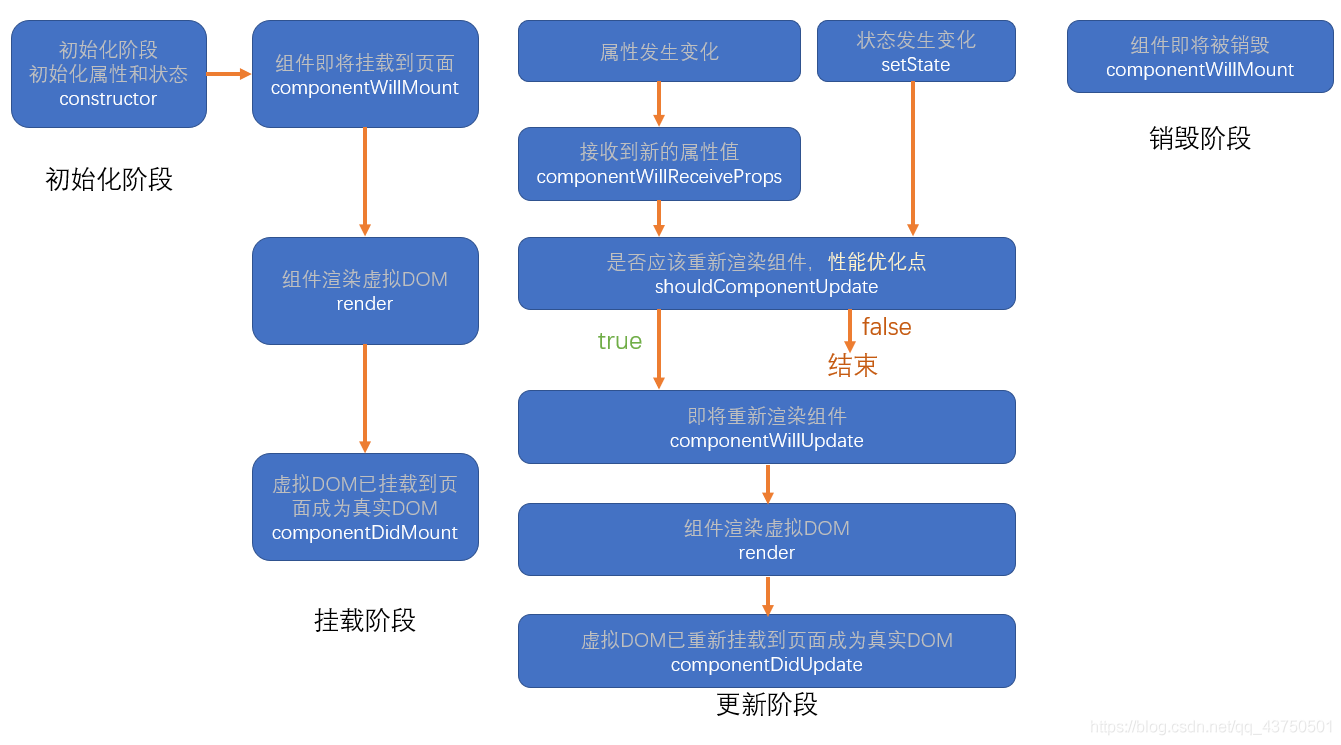 初始化阶段
初始化属性和状态
constructor
初始化阶段
组件即将挂载到页面
componentWillMount
组件渲染虚拟DOM
render
虚拟DOM已挂载到页
面成为真实DOM
componentDidMount
挂载阶段
属性发生变化
状态发生变化
setState
接收到新的属性值
componentWillReceiveProps
是否应该重新渲染组件,性能优化点
shouldComponentUpdate
true
false
结束
即将重新渲染组件
componentWillUpdate
组件渲染虚拟DOM
render
虚拟DOM已重新挂载到页面成为真实DOM
componentDidUpdate
更新阶段
组件即将被销毁
componentWillMount
销毁阶段
https://blog.csdn.net/qq_43750501